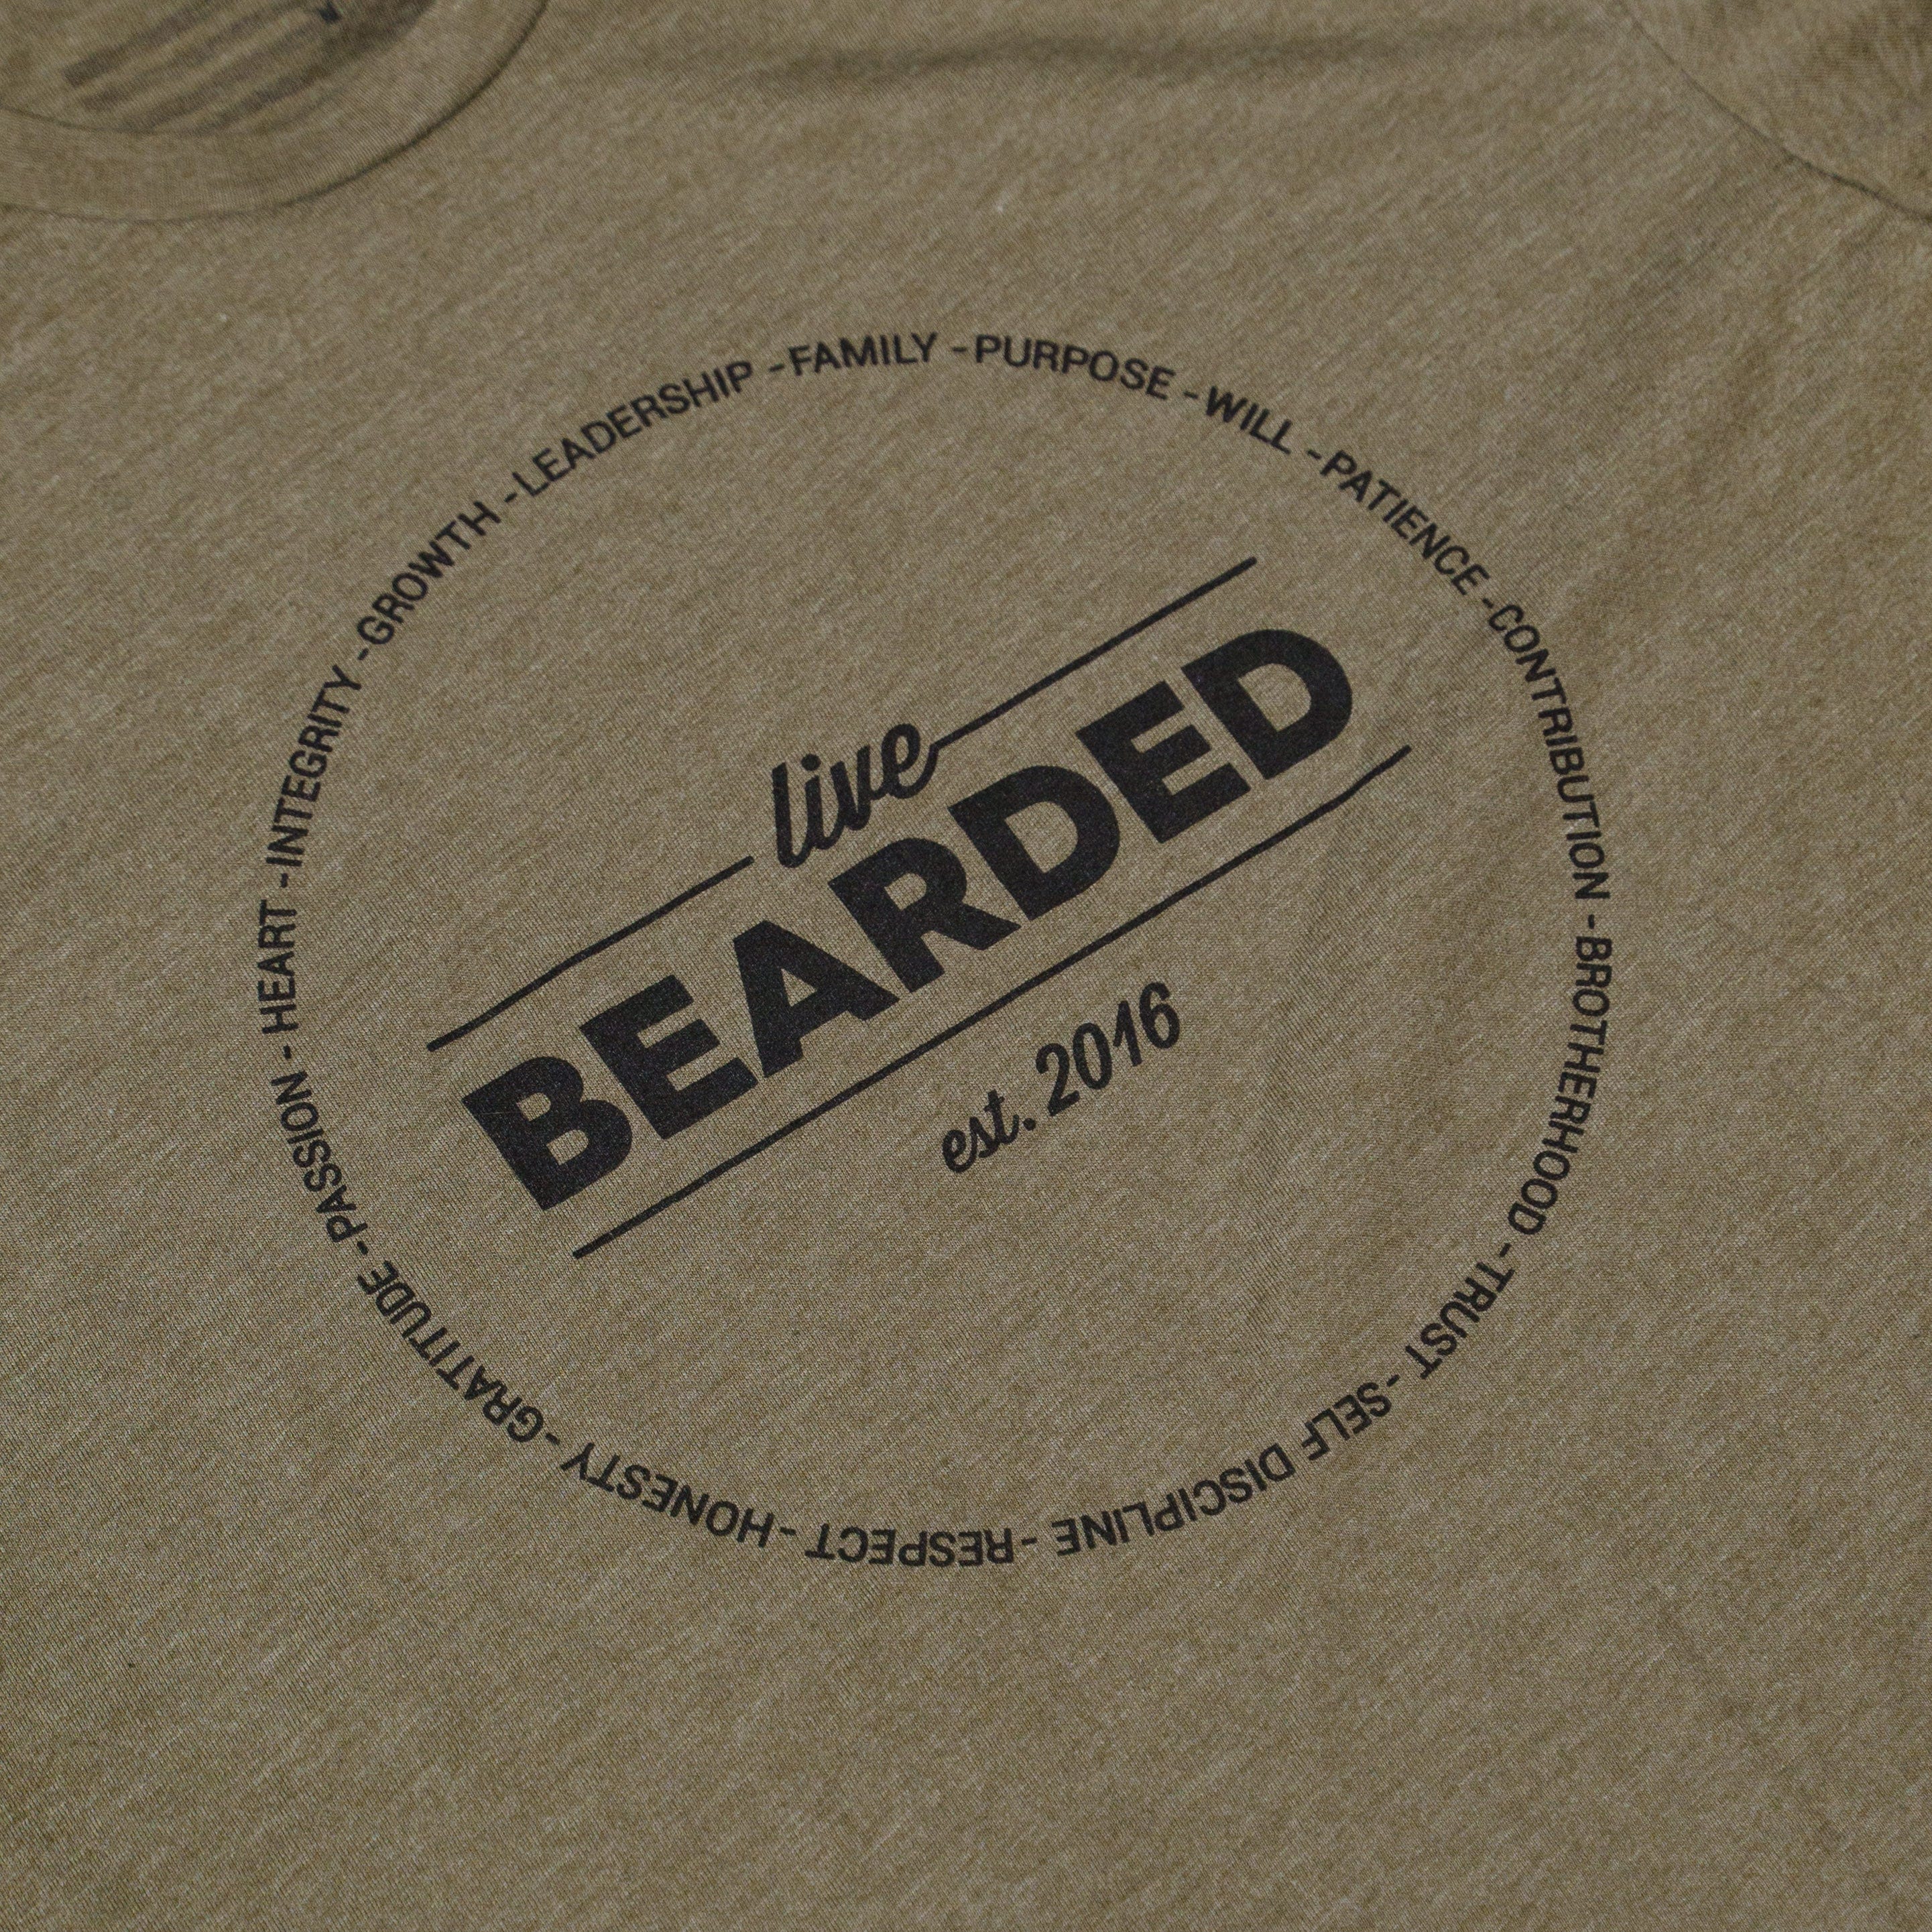 live
BEARDED
est. 2016
HEART - INTEGRITY - GROWTH - LEADERSHIP - FAMILY - PURPOSE - WILL - PATIENCE - CONTRIBUTION - BROTHERHOOD - TRUST - SELF DISCIPLINE - RESPECT - HONESTY - GRATITUDE - PASSION -